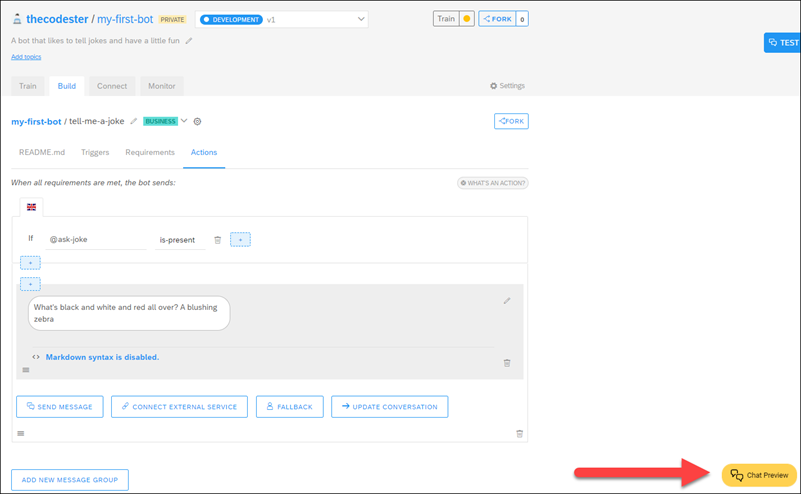 thecodester / my-first-bot PRIVATE DEVELOPMENT v1 Train FORK 0
A bot that likes to tell jokes and have a little fun
TEST
Add topics
Train Build Connect Monitor Settings
my-first-bot / tell-me-a-joke BUSINESS FORK
README.md Triggers Requirements Actions
When all requirements are met, the bot sends: WHAT'S AN ACTION?
If @ask-joke is-present +
+
+
What's black and white and red all over? A blushing
zebra
<> Markdown syntax is disabled.
SEND MESSAGE CONNECT EXTERNAL SERVICE FALLBACK UPDATE CONVERSATION
Chat Preview
ADD NEW MESSAGE GROUP